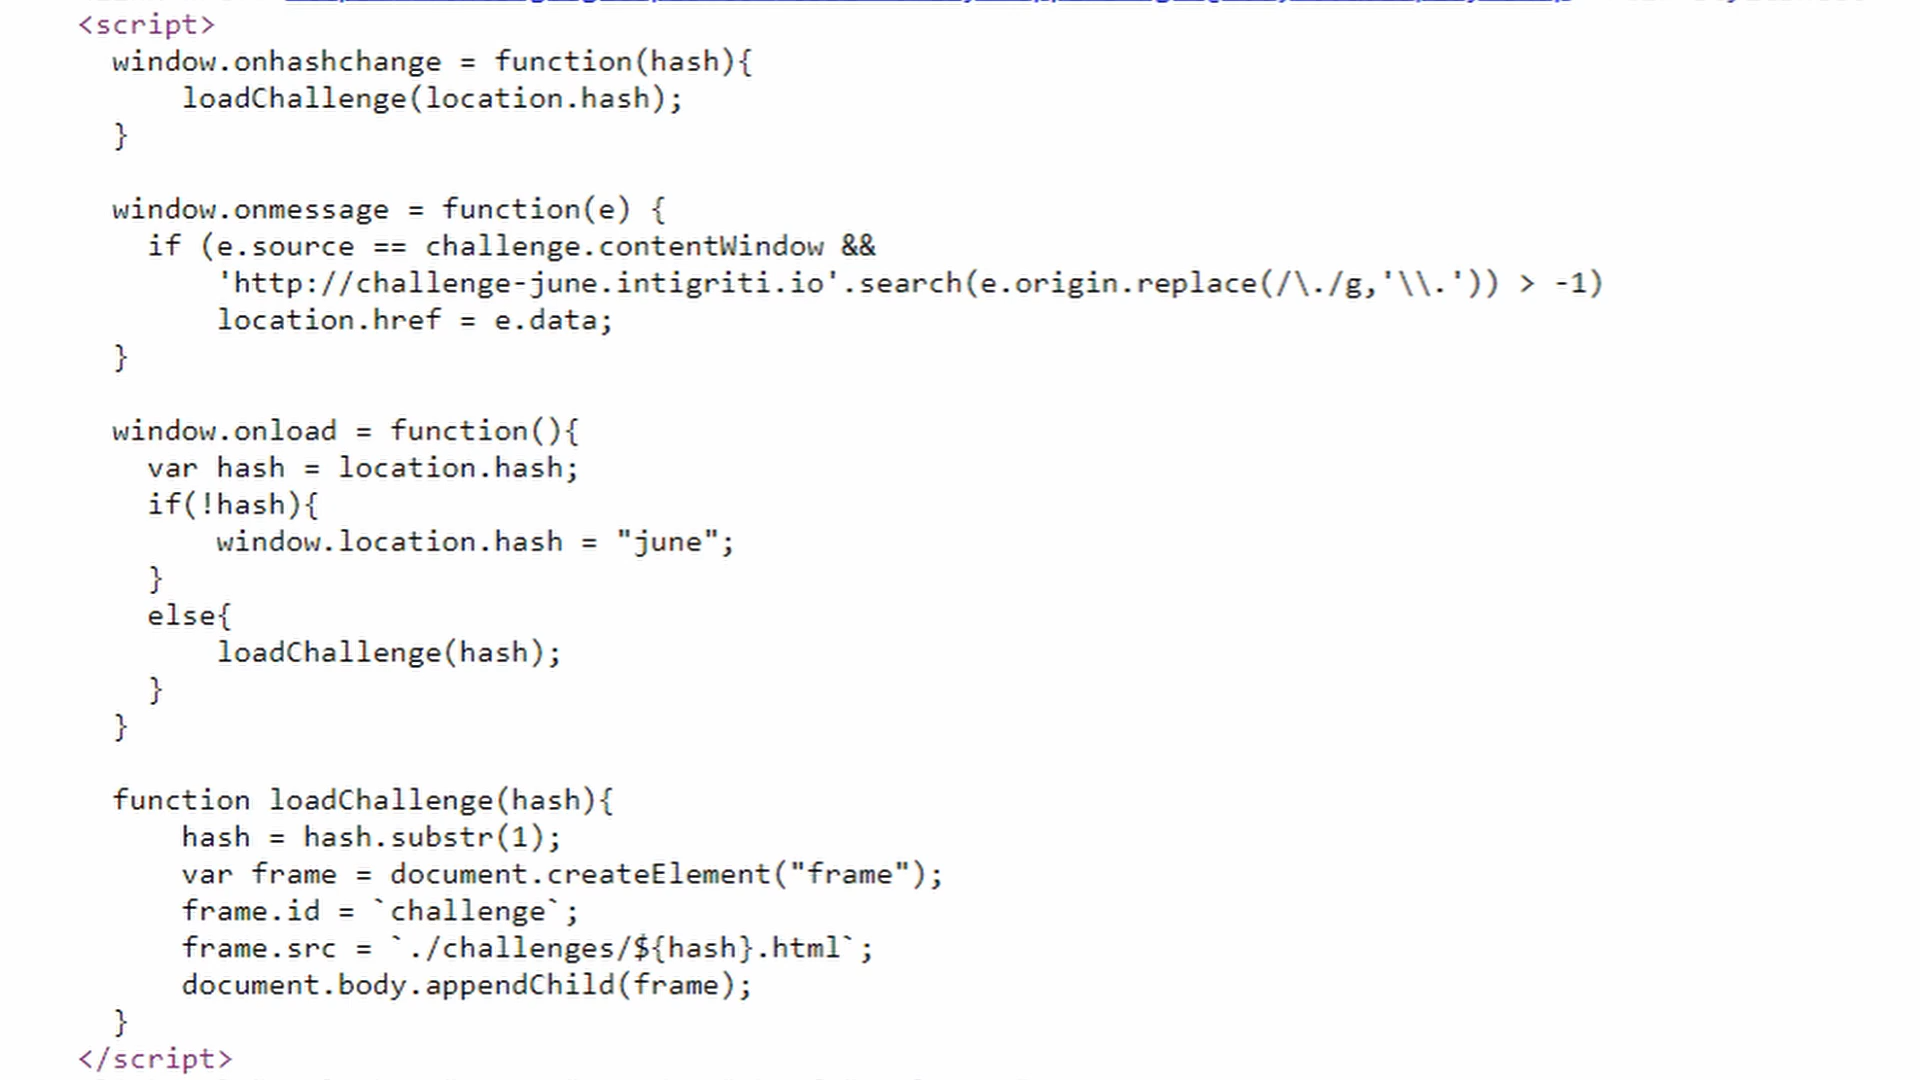 <script>
window.onhashchange = function(hash){
loadChallenge(location.hash);
}
window.onmessage = function(e) {
if (e.source == challenge.contentWindow &&
'http://challenge-june.intigriti.io'.search(e.origin.replace(/\./g,'\\.')) > -1)
location.href = e.data;
}
window.onload = function(){
var hash = location.hash;
if(!hash){
window.location.hash = "june";
}
else{
loadChallenge(hash);
}
}
function loadChallenge(hash){
hash = hash.substr(1);
var frame = document.createElement("frame");
frame.id = `challenge`;
frame.src = `./challenges/${hash}.html`;
document.body.appendChild(frame);
}
</script>